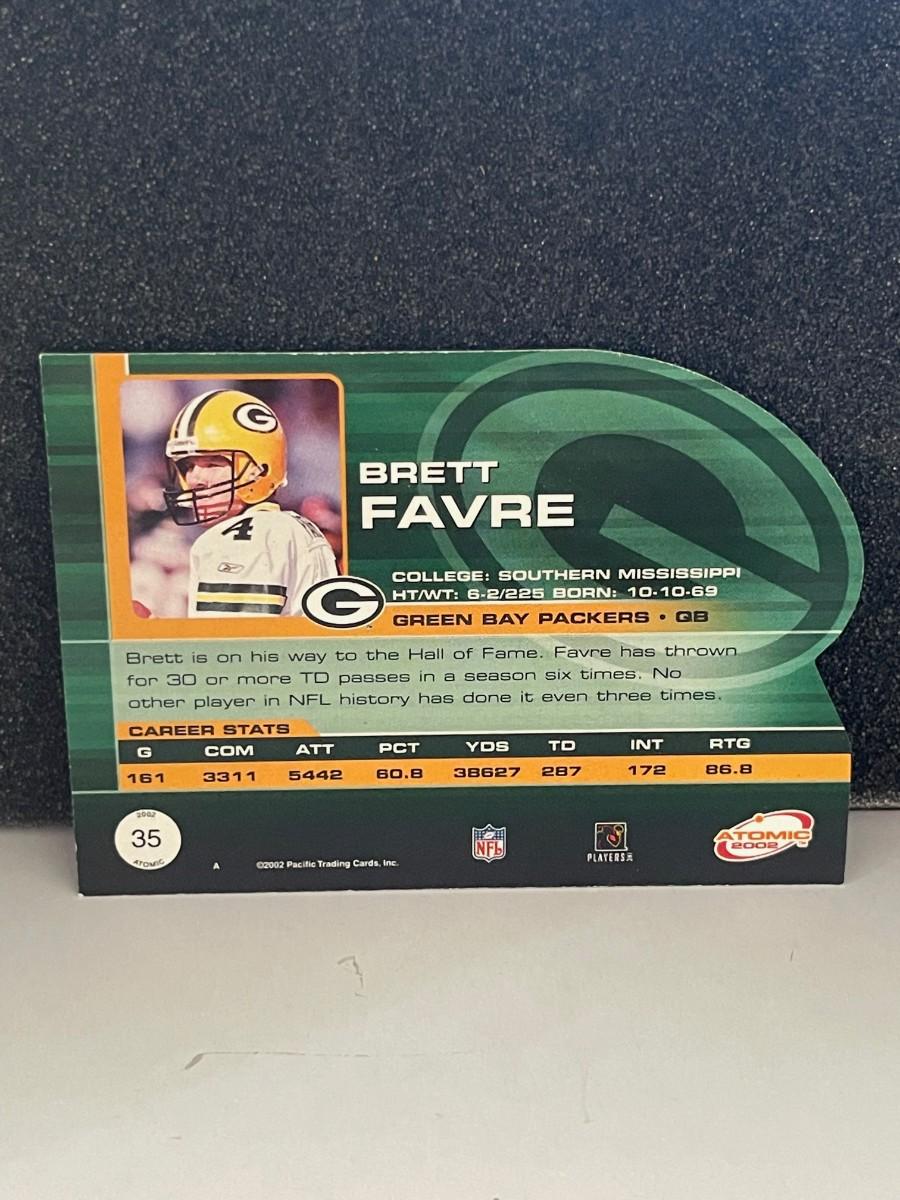 G
4
BRETT
FAVRE
COLLEGE: SOUTHERN MISSISSIPPI
HT/WT: 6-2/225 BORN: 10-10-69
G
GREEN BAY PACKERS • QB
Brett is on his way to the Hall of Fame. Favre has thrown
for 30 or more TD passes in a season six times. No
other player in NFL history has done it even three times.
CAREER STATS
G COM ATT PCT YDS TD INT RTG
161 3311 5442 60.8 38627 287 172 86.8
2002
35
ATOMIC
A
©2002 Pacific Trading Cards, Inc.
NFL
PLAYERS
ATOMIC
2002
TM